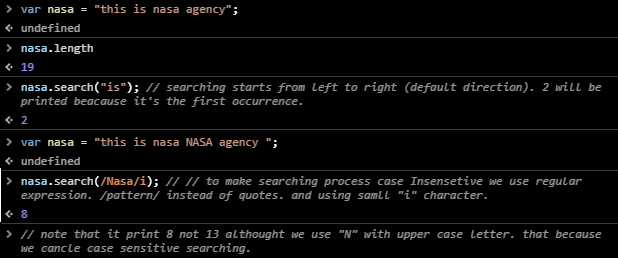 > var nasa = "this is nasa agency";
undefined
> nasa.length
19
> nasa.search("is"); // searching starts from left to right (default direction). 2 will be
printed beacause it's the first occurrence.
2
> var nasa = "this is nasa NASA agency ";
undefined
> nasa.search(/Nasa/i); // // to make searching process case Insensetive we use regular
expression. /pattern/ instead of quotes. and using samll "i" character.
8
> // note that it print 8 not 13 althought we use "N" with upper case letter. that because
we cancle case sensitive searching.